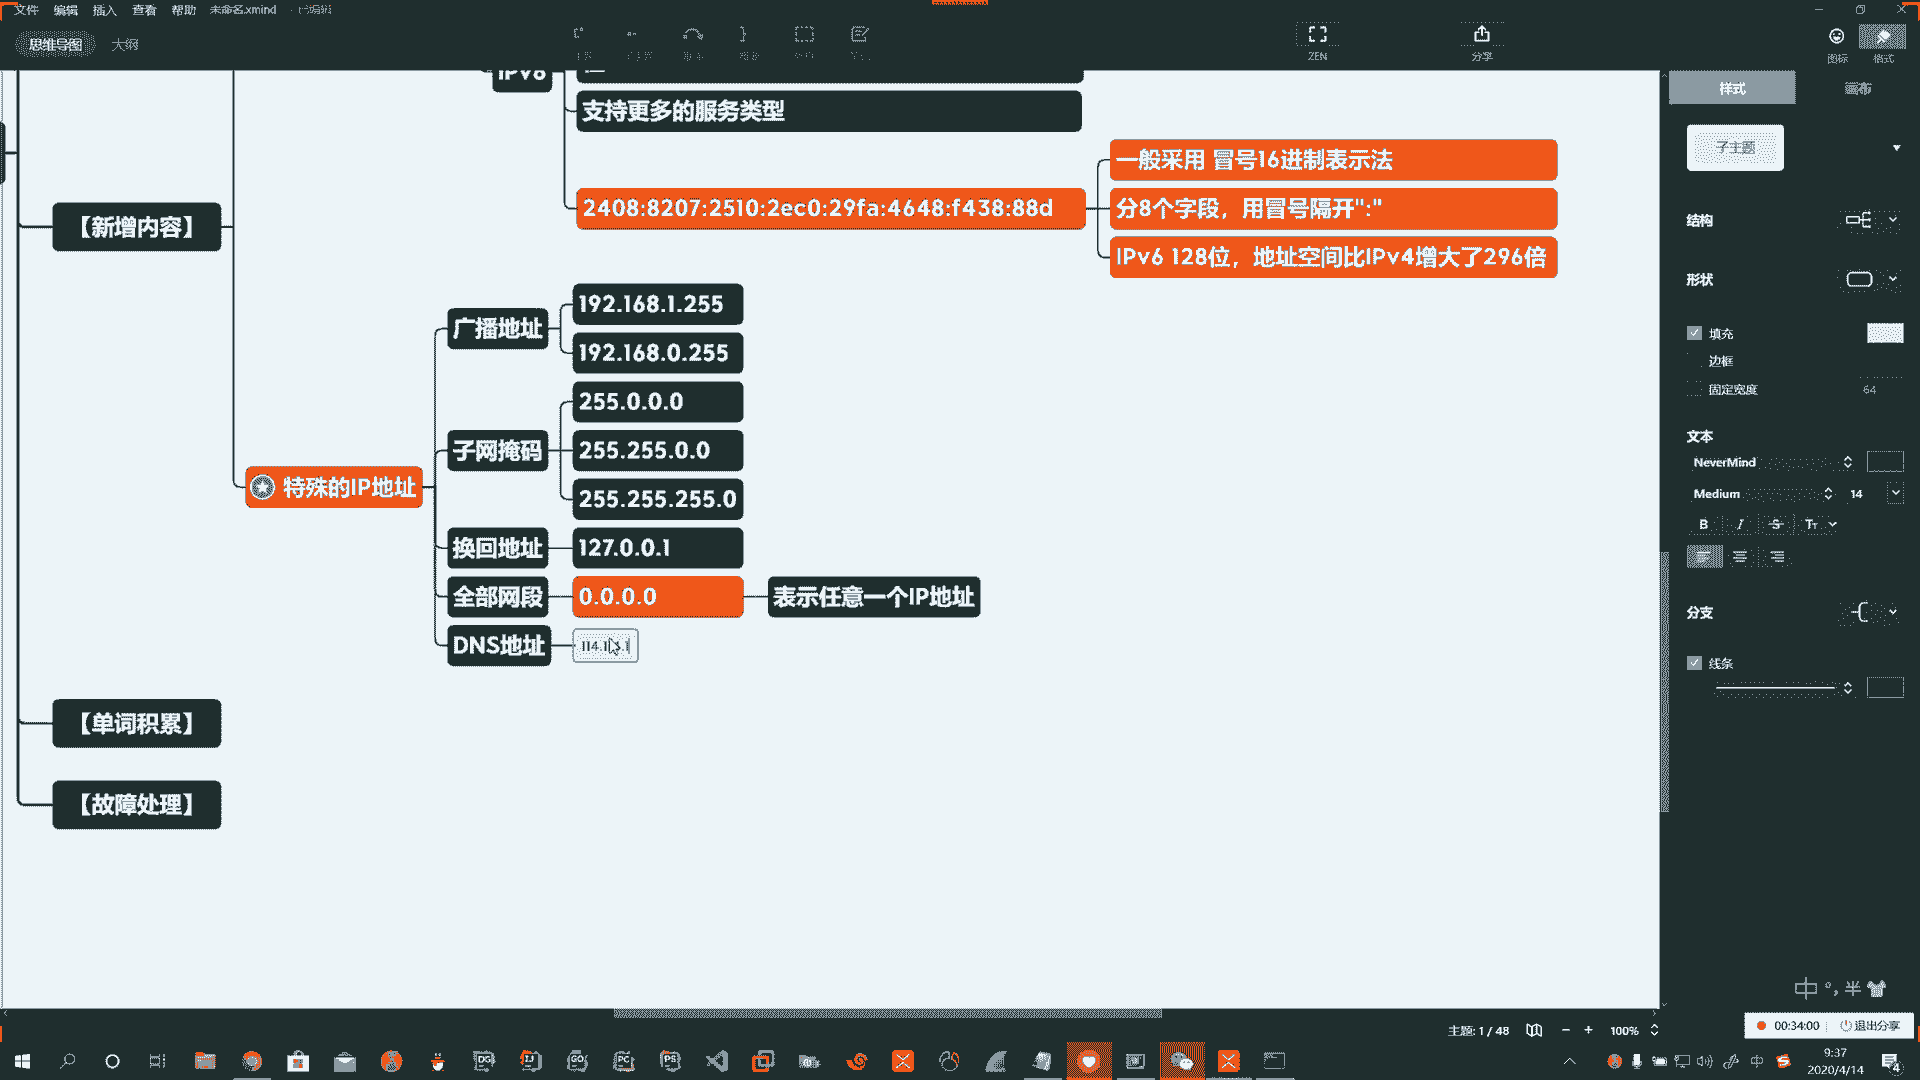 文件 编辑 插入 查看 帮助 未命名.xmind - 已编辑
思维导图 大纲
ZEN
分享
图标
格式
IPv6
支持更多的服务类型
2408:8207:2510:2ec0:29fa:4648:f438:88d
一般采用 冒号16进制表示法
分8个字段，用冒号隔开":"
IPv6 128位，地址空间比IPv4增大了296倍
【新增内容】
特殊的IP地址
广播地址
192.168.1.255
192.168.0.255
子网掩码
255.0.0.0
255.255.0.0
255.255.255.0
换回地址
127.0.0.1
全部网段
0.0.0.0
表示任意一个IP地址
DNS地址
【单词积累】
【故障处理】
样式 画布
子主题
结构
形状
填充
边框
固定宽度 64
文本
NeverMind
Medium 14
B I S TT
分支
线条
中 °, 半
主题: 1 / 48 100%
00:34:00 退出分享
DG IJ GO PC PS
中
9:37
2020/4/14
4